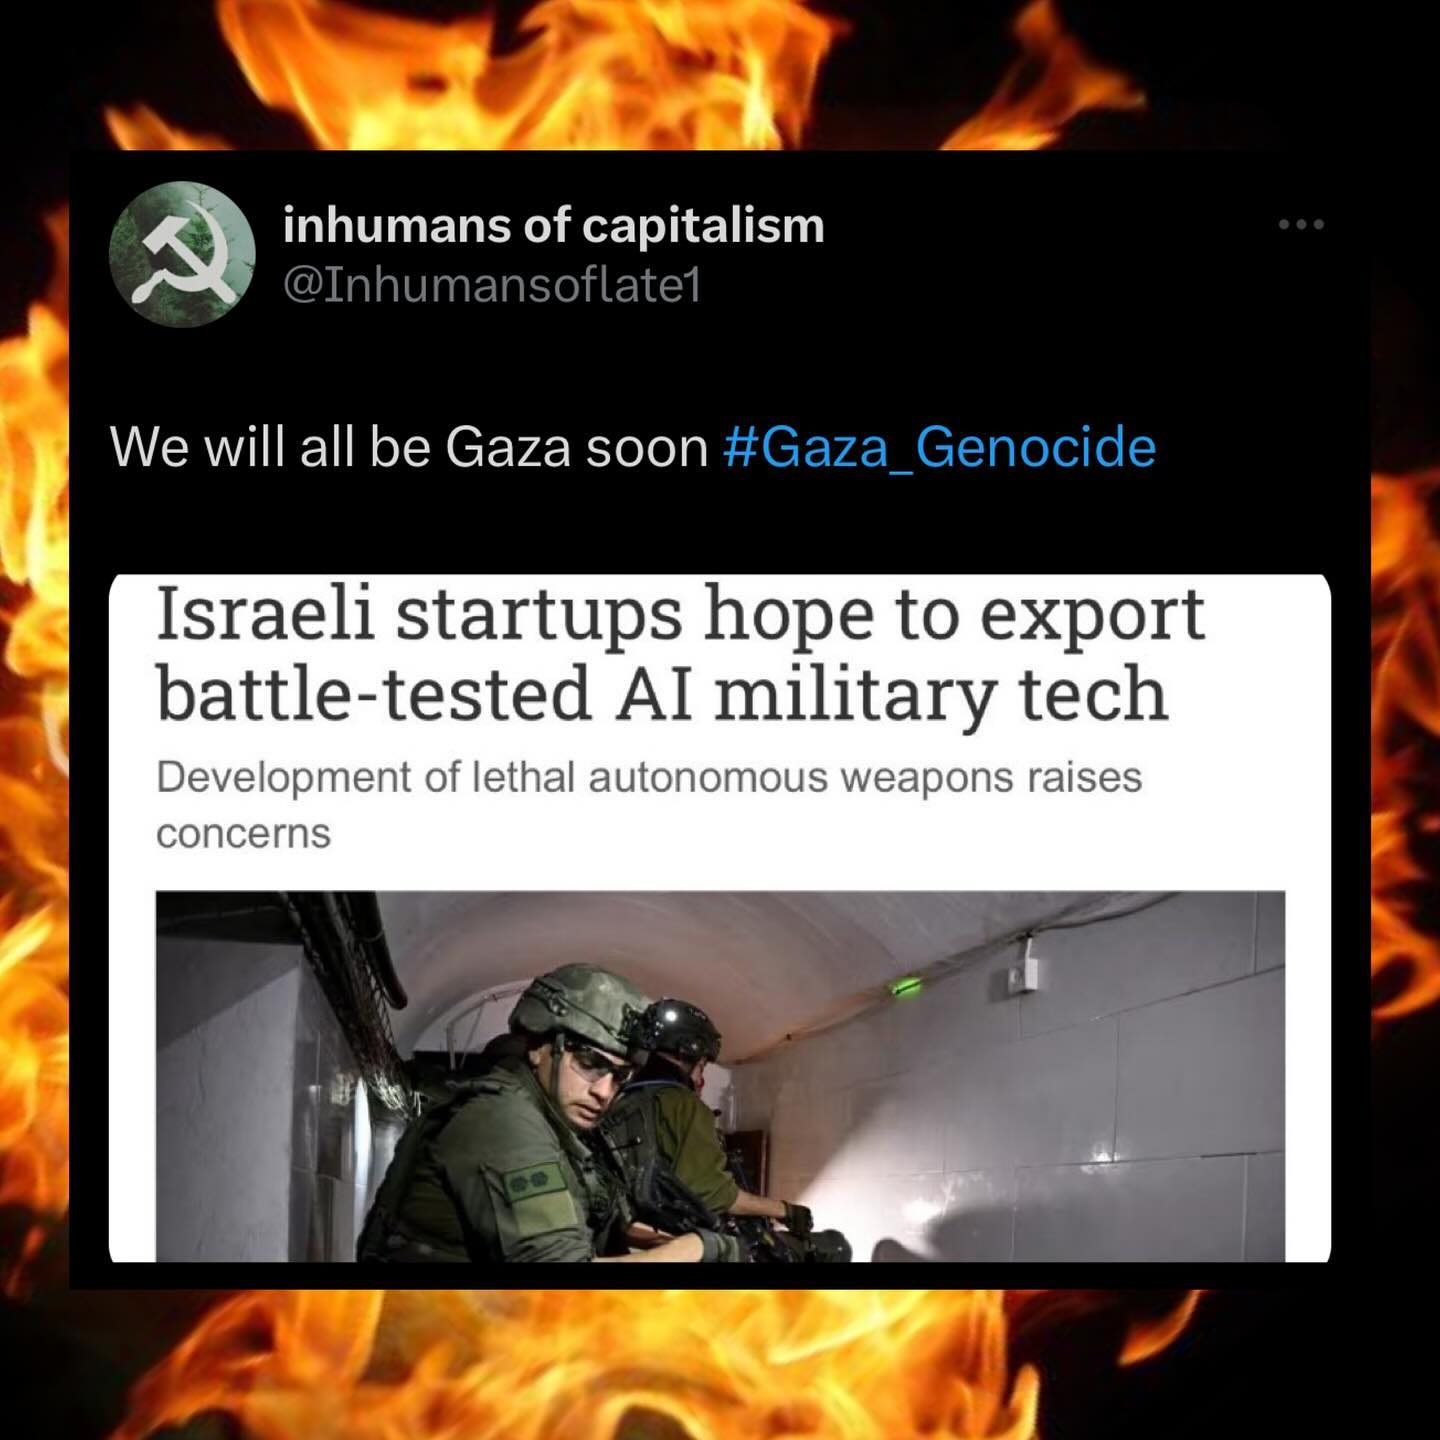 inhumans of capitalism
@Inhumansoflate1
We will all be Gaza soon #Gaza_Genocide
Israeli startups hope to export
battle-tested AI military tech
Development of lethal autonomous weapons raises
concerns